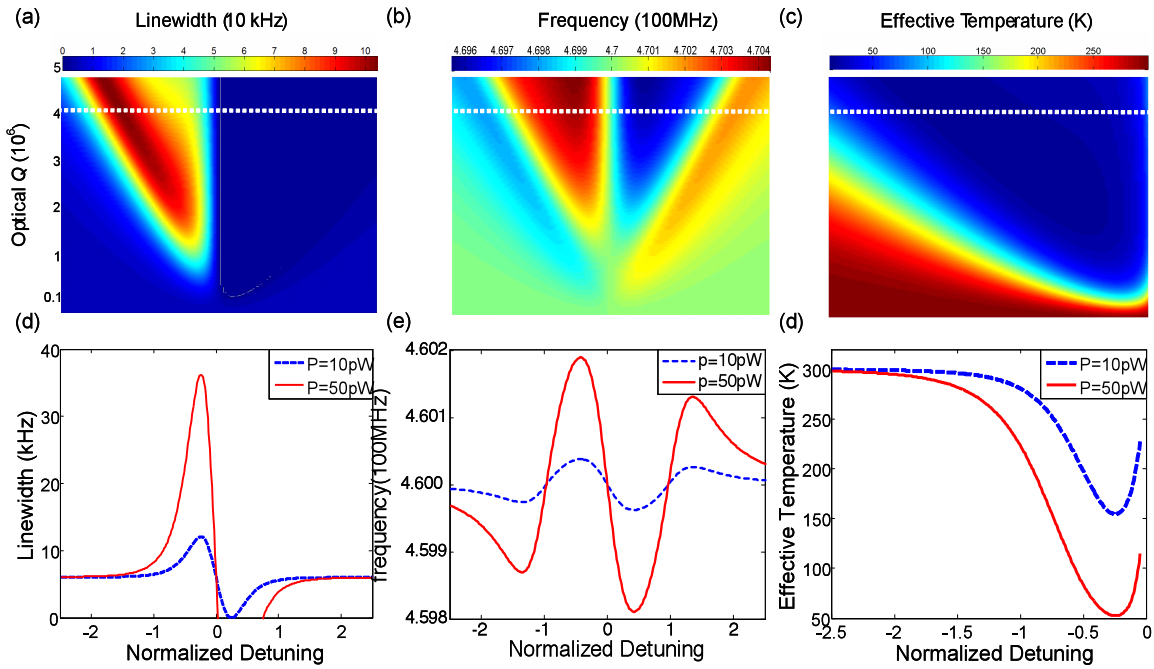 (a) Linewidth (10 kHz)
0 1 2 3 4 5 6 7 8 9 10
5
4
3
2
1
0.1
Optical Q (10⁶)
(b) Frequency (100MHz)
4.696 4.697 4.698 4.699 4.7 4.701 4.702 4.703 4.704
(c) Effective Temperature (K)
50 100 150 200 250
(d)
40
30
20
10
0
Linewidth (kHz)
P=10pW
P=50pW
-2 -1 0 1 2
Normalized Detuning
(e)
4.602
4.601
4.600
4.599
4.598
frequency(100MHz)
p=10pW
p=50pW
-2 -1 0 1 2
Normalized Detuning
(d)
300
250
200
150
100
50
Effective Temperature (K)
P=10pW
P=50pW
-2.5 -2 -1.5 -1 -0.5 0
Normalized Detuning